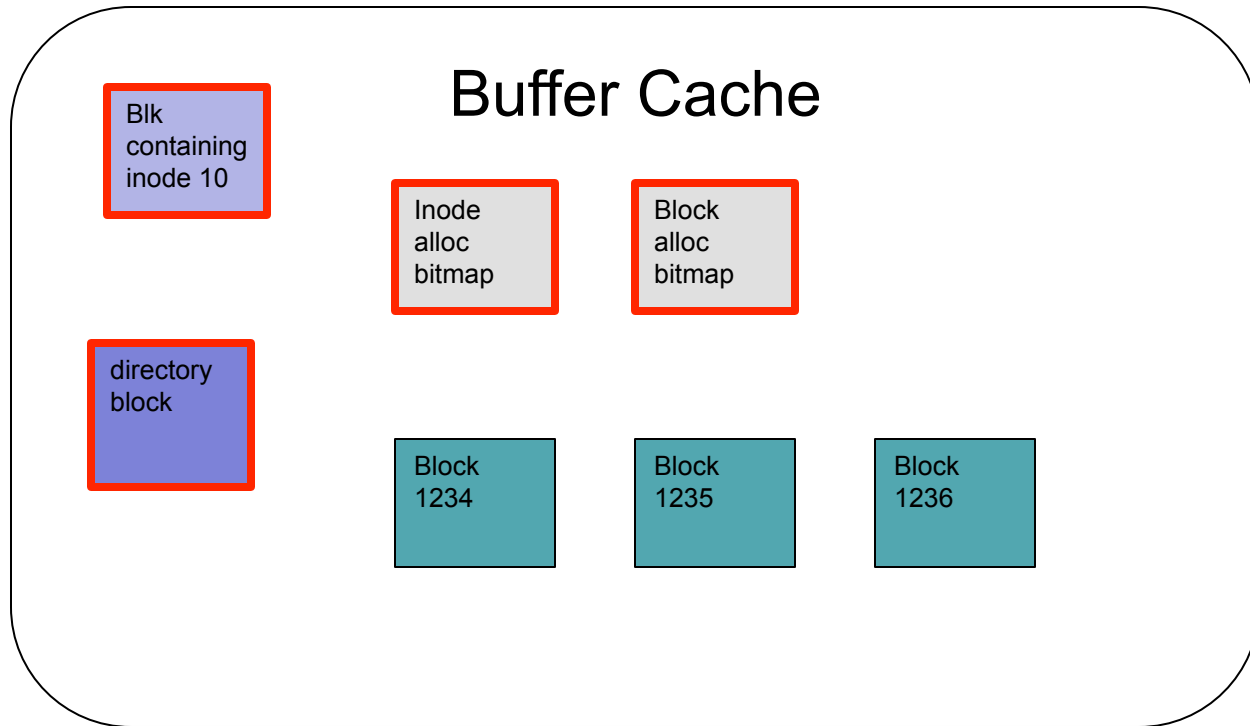 Buffer Cache
Blk
containing
inode 10
Inode
alloc
bitmap
Block
alloc
bitmap
directory
block
Block
1234
Block
1235
Block
1236